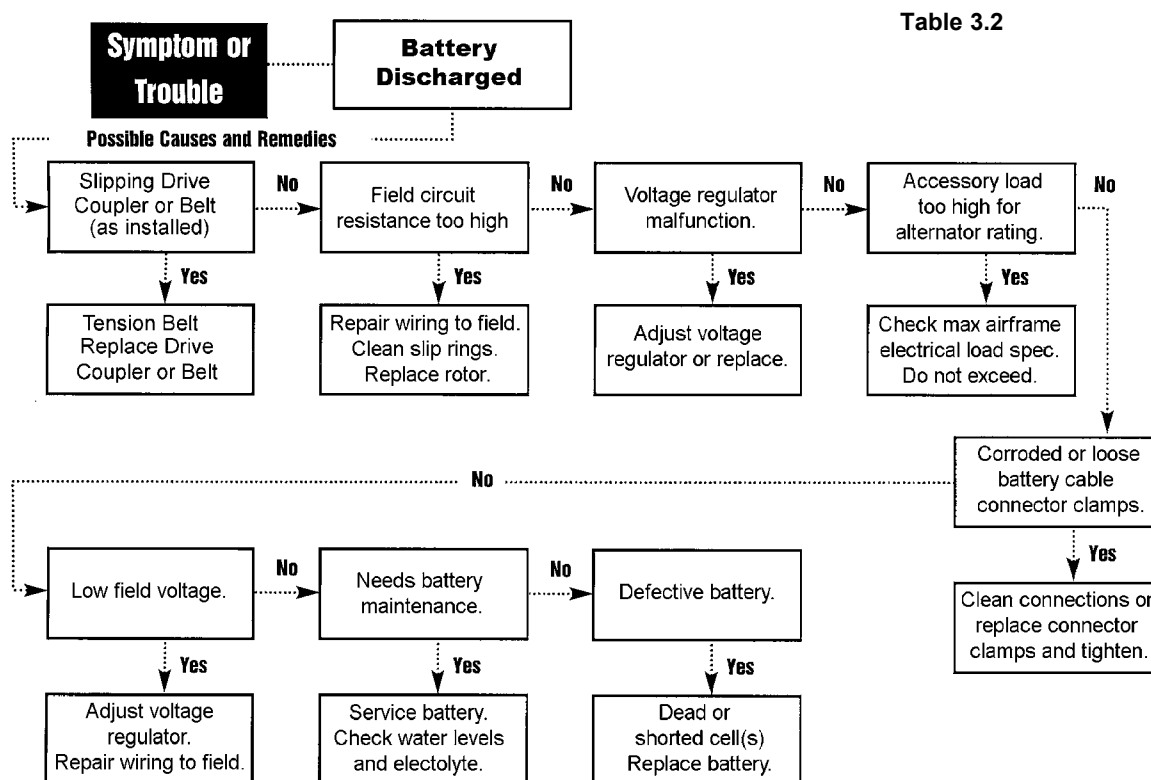 Table 3.2
Symptom or
Trouble
Battery
Discharged
Possible Causes and Remedies
Slipping Drive
Coupler or Belt
(as installed)
No
Field circuit
resistance too high
No
Voltage regulator
malfunction.
No
Accessory load
too high for
alternator rating.
No
Yes
Yes
Yes
Yes
Tension Belt
Replace Drive
Coupler or Belt
Repair wiring to field.
Clean slip rings.
Replace rotor.
Adjust voltage
regulator or replace.
Check max airframe
electrical load spec.
Do not exceed.
Corroded or loose
battery cable
connector clamps.
No
Yes
Clean connections or
replace connector
clamps and tighten.
Low field voltage.
No
Needs battery
maintenance.
No
Defective battery.
Yes
Yes
Yes
Adjust voltage
regulator.
Repair wiring to field.
Service battery.
Check water levels
and electolyte.
Dead or
shorted cell(s)
Replace battery.